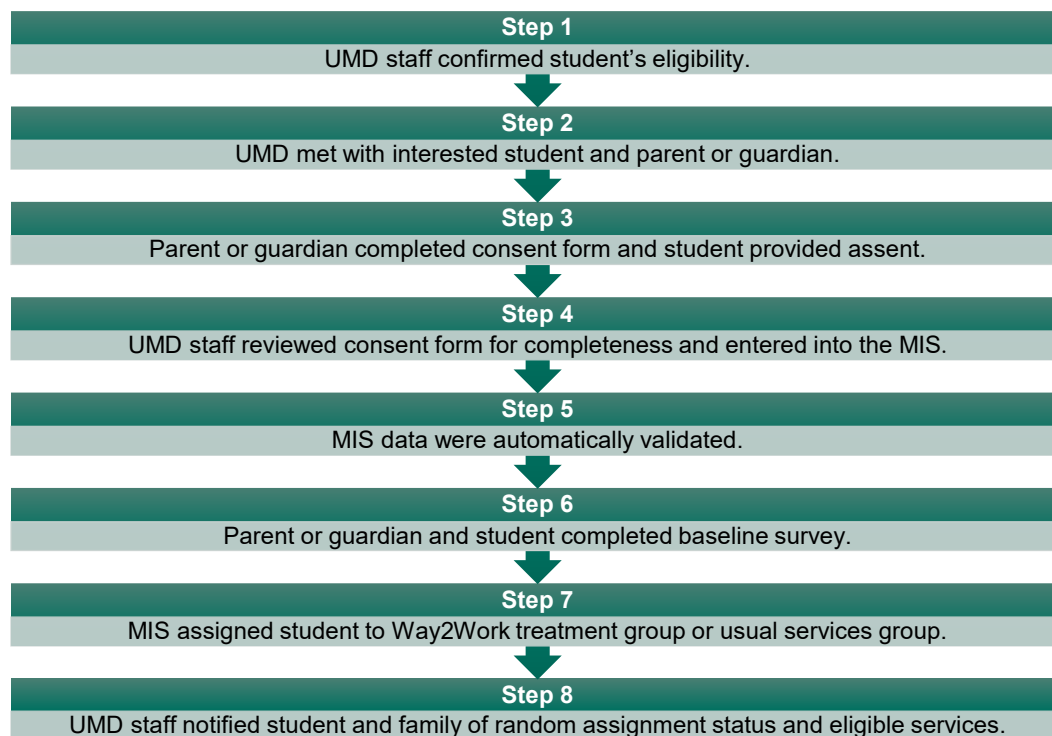 Step 1
UMD staff confirmed student’s eligibility.
Step 2
UMD met with interested student and parent or guardian.
Step 3
Parent or guardian completed consent form and student provided assent.
Step 4
UMD staff reviewed consent form for completeness and entered into the MIS.
Step 5
MIS data were automatically validated.
Step 6
Parent or guardian and student completed baseline survey.
Step 7
MIS assigned student to Way2Work treatment group or usual services group.
Step 8
UMD staff notified student and family of random assignment status and eligible services.